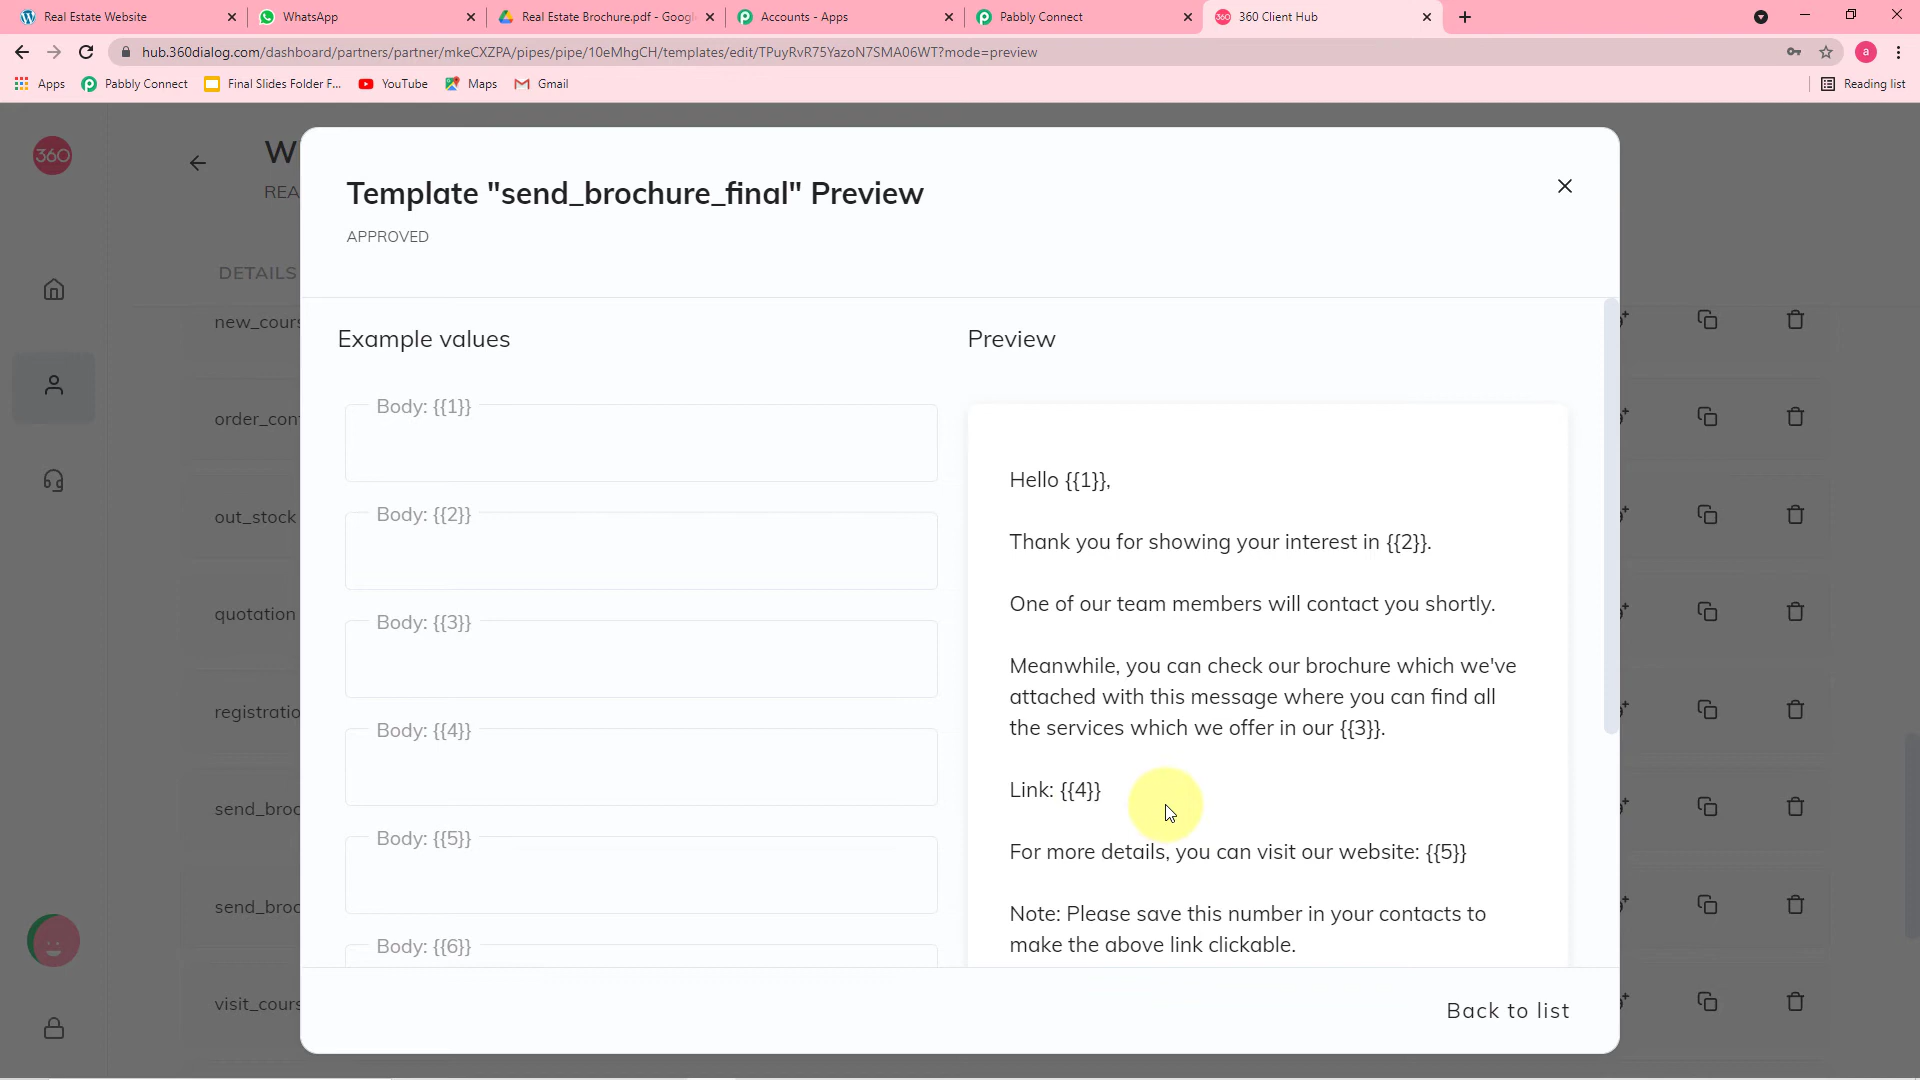 Real Estate Website
WhatsApp
Real Estate Brochure.pdf - Googl
Accounts - Apps
Pabbly Connect
360 Client Hub
hub.360dialog.com/dashboard/partners/partner/mkeCXZPA/pipes/pipe/10eMhgCH/templates/edit/TPuyRvR75YazoN7SMA06WT?mode=preview
a
Apps
Pabbly Connect
Final Slides Folder F...
YouTube
Maps
Gmail
Reading list
360
W
REA
DETAILS
Template "send_brochure_final" Preview
APPROVED
new_cours
order_con
out_stock
quotation
registratio
send_broc
send_broc
visit_cours
Example values
Body: {{1}}
Body: {{2}}
Body: {{3}}
Body: {{4}}
Body: {{5}}
Body: {{6}}
Preview
Hello {{1}},
Thank you for showing your interest in {{2}}.
One of our team members will contact you shortly.
Meanwhile, you can check our brochure which we've
attached with this message where you can find all
the services which we offer in our {{3}}.
Link: {{4}}
For more details, you can visit our website: {{5}}
Note: Please save this number in your contacts to
make the above link clickable.
Back to list